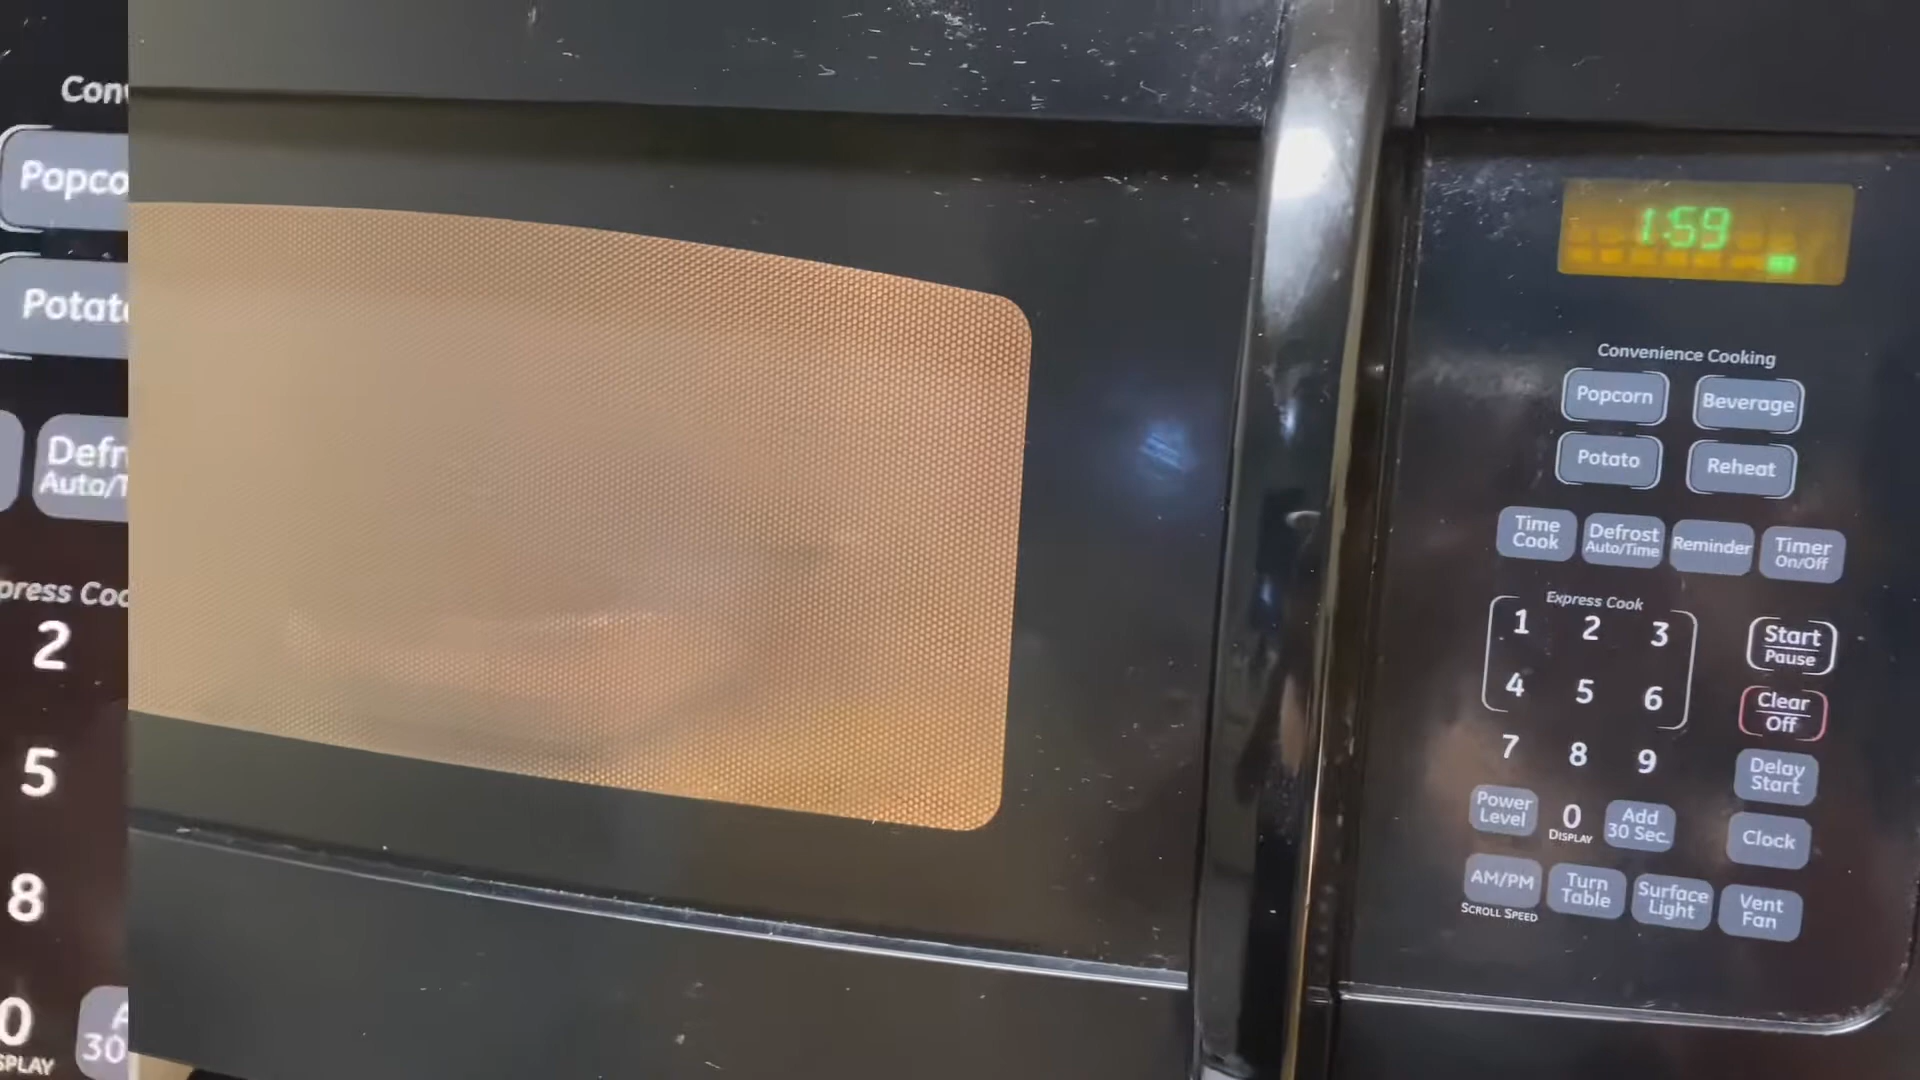 Conv
Popco
Potat
Defr
Auto/T
press Coo
2
5
8
0
SPLAY
A
30
1:59
Convenience Cooking
Popcorn Beverage
Potato Reheat
Time Cook
Defrost Auto/Time
Reminder
Timer On/Off
Express Cook
1 2 3
4 5 6
7 8 9
Start
Pause
Clear
Off
Delay
Start
Power
Level
0
DISPLAY
Add
30 Sec
Clock
AM/PM
SCROLL SPEED
Turn
Table
Surface
Light
Vent
Fan